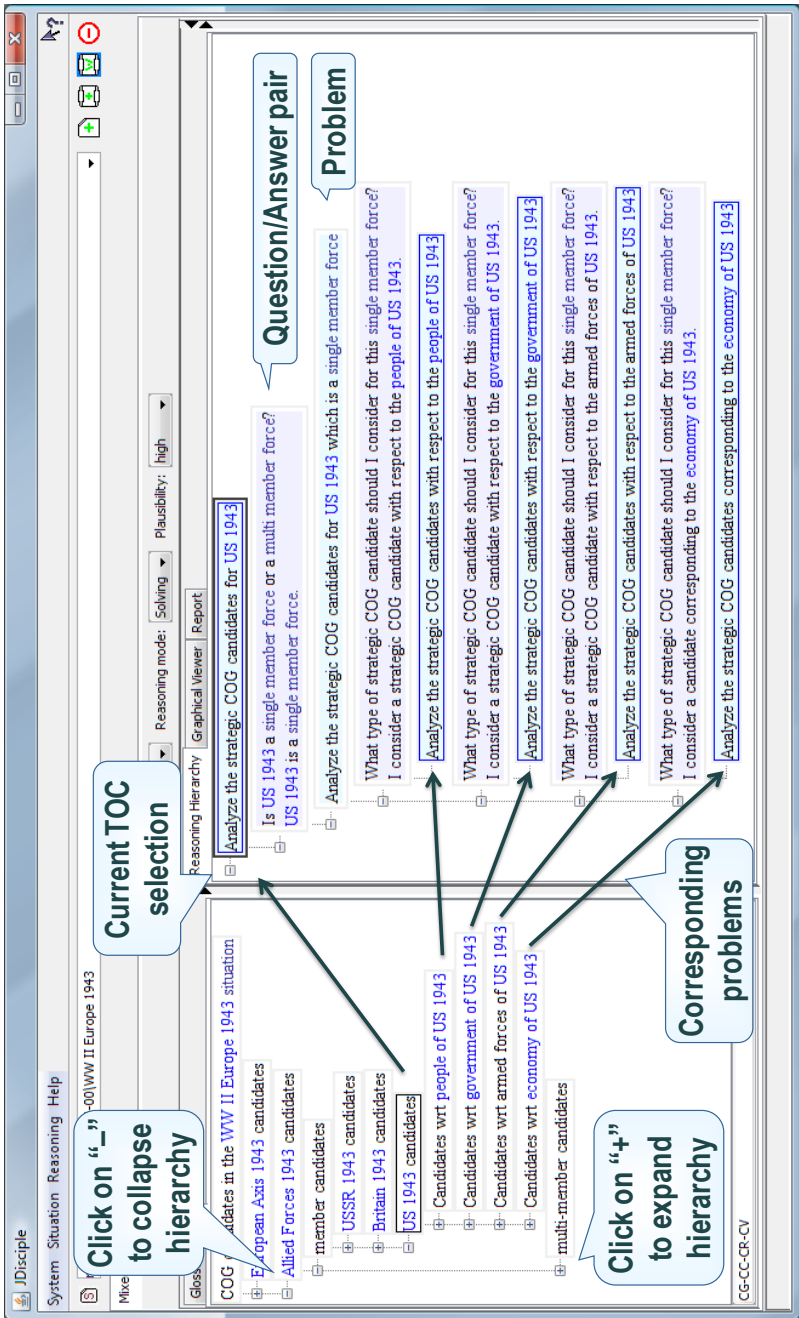 JDisciple
System Situation Reasoning Help
-00\WW II Europe 1943
Mixe
Reasoning mode: Solving
Plausibility: high
Click on “–”
to collapse
hierarchy
Current TOC
selection
Glos
COG
didates in the WW II Europe 1943 situation
European Axis 1943 candidates
Allied Forces 1943 candidates
member candidates
USSR 1943 candidates
Britain 1943 candidates
US 1943 candidates
Candidates wrt people of US 1943
Candidates wrt government of US 1943
Candidates wrt armed forces of US 1943
Candidates wrt economy of US 1943
multi-member candidates
Click on “+”
to expand
hierarchy
Corresponding
problems
CG-CC-CR-CV
Reasoning Hierarchy Graphical Viewer Report
Analyze the strategic COG candidates for US 1943
Is US 1943 a single member force or a multi member force?
US 1943 is a single member force.
Question/Answer pair
Analyze the strategic COG candidates for US 1943 which is a single member force
Problem
What type of strategic COG candidate should I consider for this single member force?
I consider a strategic COG candidate with respect to the people of US 1943.
Analyze the strategic COG candidates with respect to the people of US 1943
What type of strategic COG candidate should I consider for this single member force?
I consider a strategic COG candidate with respect to the government of US 1943.
Analyze the strategic COG candidates with respect to the government of US 1943
What type of strategic COG candidate should I consider for this single member force?
I consider a strategic COG candidate with respect to the armed forces of US 1943.
Analyze the strategic COG candidates with respect to the armed forces of US 1943
What type of strategic COG candidate should I consider for this single member force?
I consider a candidate corresponding to the economy of US 1943.
Analyze the strategic COG candidates corresponding to the economy of US 1943